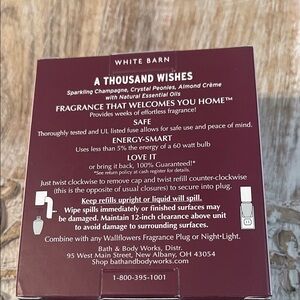 WHITE BARN
A THOUSAND WISHES
Sparkling Champagne, Crystal Peonies, Almond Crème
with Natural Essential Oils
FRAGRANCE THAT WELCOMES YOU HOME™
Provides weeks of effortless fragrance!
SAFE
Thoroughly tested and UL listed fuse allows for safe use and peace of mind.
ENERGY-SMART
Uses less than 5% the energy of a 60 watt bulb
LOVE IT
or bring it back, 100% Guaranteed!*
*See return policy at cash register for details.
Just twist clockwise to remove cap and twist refill counter-clockwise
(this is the opposite of usual closures) to secure into plug.
Keep refills upright or liquid will spill.
Wipe spills immediately or finished surfaces may
be damaged. Maintain 12-inch clearance above unit
to avoid damage to surrounding surfaces.
Combine with any Wallflowers Fragrance Plug or Night-Light.
Bath & Body Works, Distr.
95 West Main Street, New Albany, OH 43054
Shop bathandbodyworks.com
1-800-395-1001